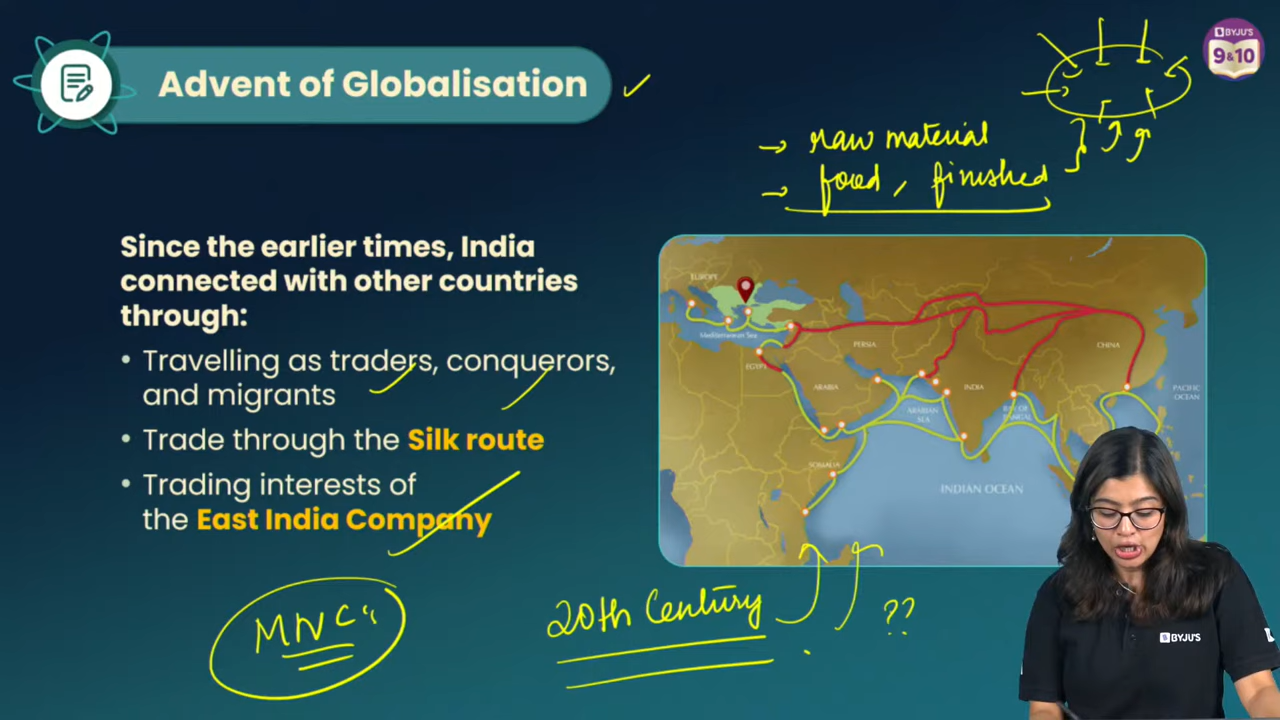 Advent of Globalisation
BYJU'S
9&10
→ raw material
→ food, finished
Since the earlier times, India
connected with other countries
through:
• Travelling as traders, conquerors,
and migrants
• Trade through the Silk route
• Trading interests of
the East India Company
EUROPE
Mediterranean Sea
EGYPT
PERSIA
ARABIA
INDIA
CHINA
ARABIAN
SEA
BAY OF
BENGAL
PACIFIC
OCEAN
SOMALIA
INDIAN OCEAN
MNC's
20th Century
??
BYJU'S